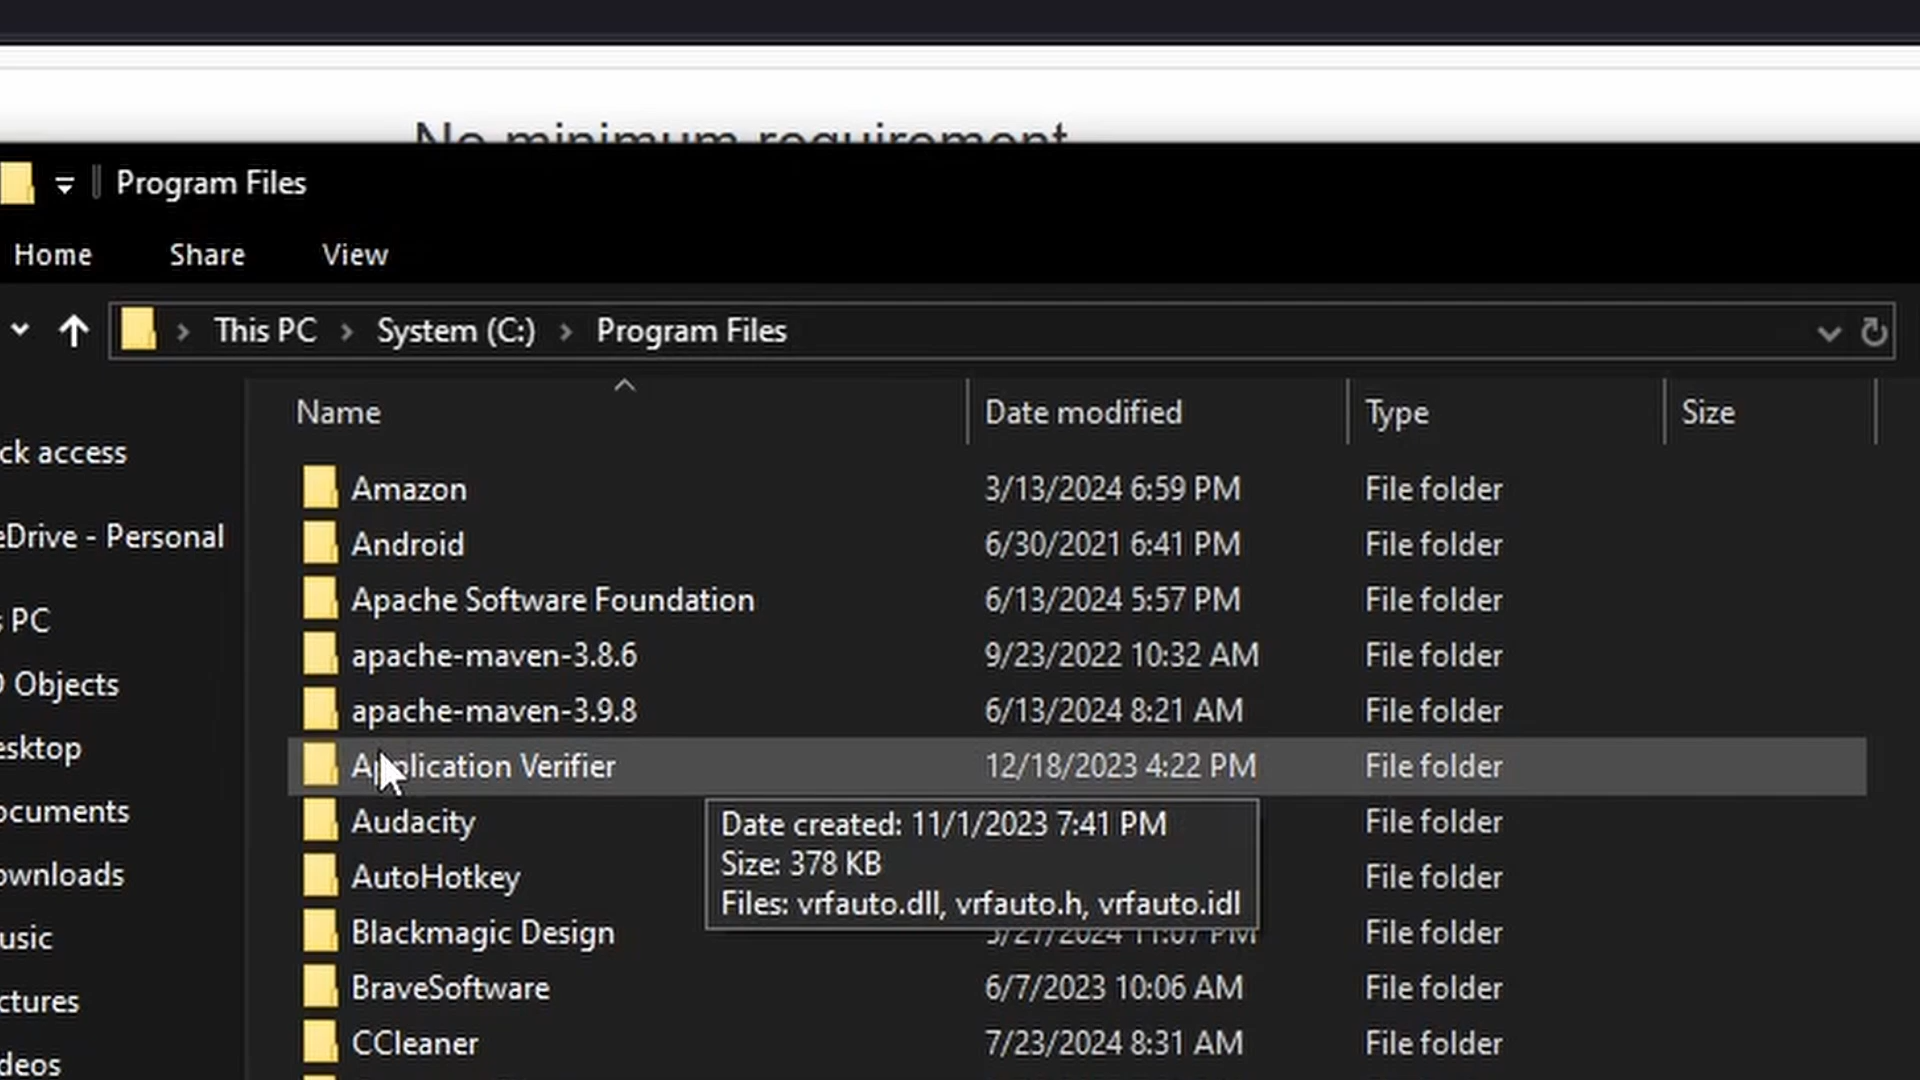 No minimum requirement
Program Files
Home Share View
This PC System (C:) Program Files
Name Date modified Type Size
ck access
eDrive - Personal
s PC
Objects
esktop
ocuments
ownloads
usic
ctures
deos
Amazon 3/13/2024 6:59 PM File folder
Android 6/30/2021 6:41 PM File folder
Apache Software Foundation 6/13/2024 5:57 PM File folder
apache-maven-3.8.6 9/23/2022 10:32 AM File folder
apache-maven-3.9.8 6/13/2024 8:21 AM File folder
Application Verifier 12/18/2023 4:22 PM File folder
Audacity File folder
AutoHotkey File folder
Blackmagic Design 11:07 PM File folder
BraveSoftware 6/7/2023 10:06 AM File folder
CCleaner 7/23/2024 8:31 AM File folder
Date created: 11/1/2023 7:41 PM
Size: 378 KB
Files: vrfauto.dll, vrfauto.h, vrfauto.idl